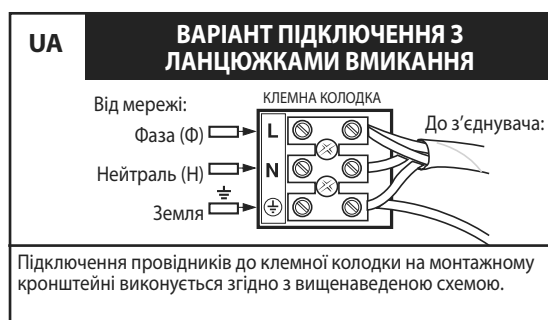 UA
ВАРІАНТ ПІДКЛЮЧЕННЯ З
ЛАНЦЮЖКАМИ ВМИКАННЯ
Від мережі:
КЛЕМНА КОЛОДКА
Фаза (Ф)
L
До з’єднувача:
Нейтраль (Н)
N
Земля
Підключення провідників до клемної колодки на монтажному
кронштейні виконується згідно з вищенаведеною схемою.